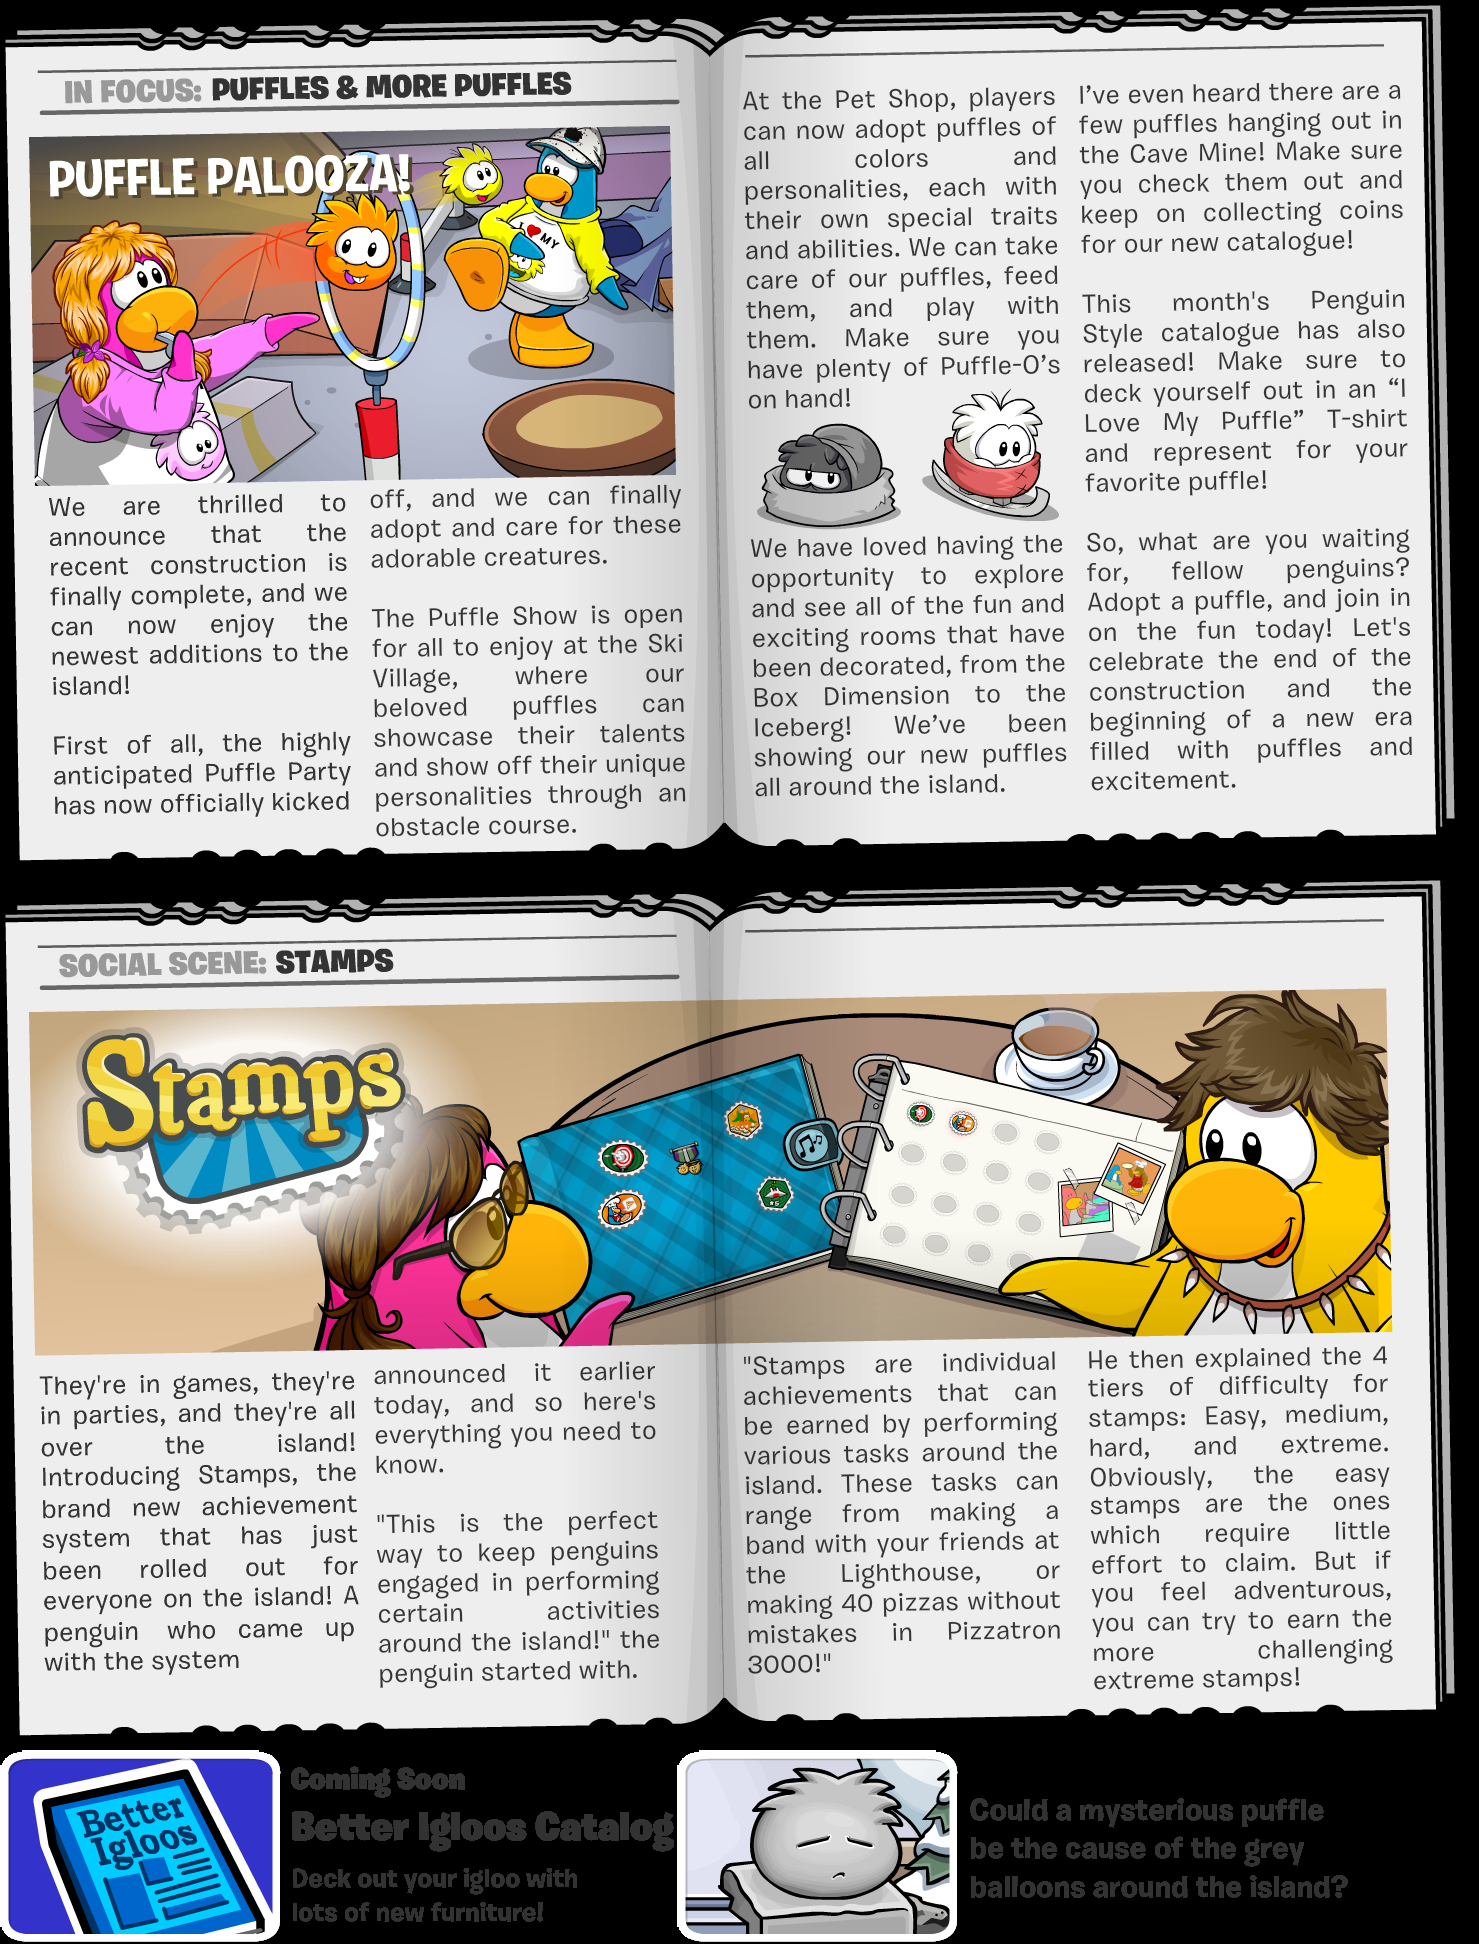 IN FOCUS: PUFFLES & MORE PUFFLES
PUFFLE PALOOZA!
I ♥ MY
We are thrilled to
announce that the
recent construction is
finally complete, and we
can now enjoy the
newest additions to the
island!
First of all, the highly
anticipated Puffle Party
has now officially kicked
off, and we can finally
adopt and care for these
adorable creatures.
The Puffle Show is open
for all to enjoy at the Ski
Village, where our
beloved puffles can
showcase their talents
and show off their unique
personalities through an
obstacle course.
At the Pet Shop, players
can now adopt puffles of
all colors and
personalities, each with
their own special traits
and abilities. We can take
care of our puffles, feed
them, and play with
them. Make sure you
have plenty of Puffle-O’s
on hand!
We have loved having the
opportunity to explore
and see all of the fun and
exciting rooms that have
been decorated, from the
Box Dimension to the
Iceberg! We’ve been
showing our new puffles
all around the island.
I’ve even heard there are a
few puffles hanging out in
the Cave Mine! Make sure
you check them out and
keep on collecting coins
for our new catalogue!
This month's Penguin
Style catalogue has also
released! Make sure to
deck yourself out in an “I
Love My Puffle” T-shirt
and represent for your
favorite puffle!
So, what are you waiting
for, fellow penguins?
Adopt a puffle, and join in
on the fun today! Let's
celebrate the end of the
construction and the
beginning of a new era
filled with puffles and
excitement.
SOCIAL SCENE: STAMPS
Stamps
They're in games, they're
in parties, and they're all
over the island!
Introducing Stamps, the
brand new achievement
system that has just
been rolled out for
everyone on the island! A
penguin who came up
with the system
announced it earlier
today, and so here's
everything you need to
know.
"This is the perfect
way to keep penguins
engaged in performing
certain activities
around the island!" the
penguin started with.
"Stamps are individual
achievements that can
be earned by performing
various tasks around the
island. These tasks can
range from making a
band with your friends at
the Lighthouse, or
making 40 pizzas without
mistakes in Pizzatron
3000!"
He then explained the 4
tiers of difficulty for
stamps: Easy, medium,
hard, and extreme.
Obviously, the easy
stamps are the ones
which require little
effort to claim. But if
you feel adventurous,
you can try to earn the
more challenging
extreme stamps!
Better
Igloos
Coming Soon
Better Igloos Catalog
Deck out your igloo with
lots of new furniture!
Could a mysterious puffle
be the cause of the grey
balloons around the island?